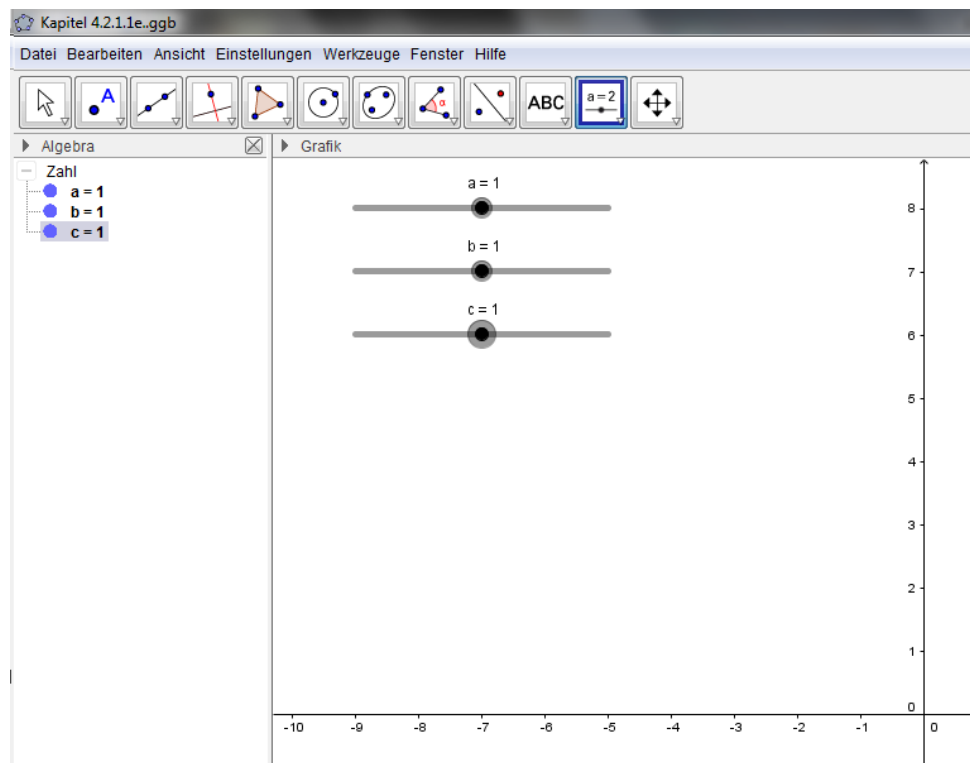 Kapitel 4.2.1.1e..ggb
Datei Bearbeiten Ansicht Einstellungen Werkzeuge Fenster Hilfe
A α ABC a=2
Algebra
Grafik
Zahl
a = 1
b = 1
c = 1
a = 1
b = 1
c = 1
8
7
6
5
4
3
2
1
0
-10 -9 -8 -7 -6 -5 -4 -3 -2 -1 0